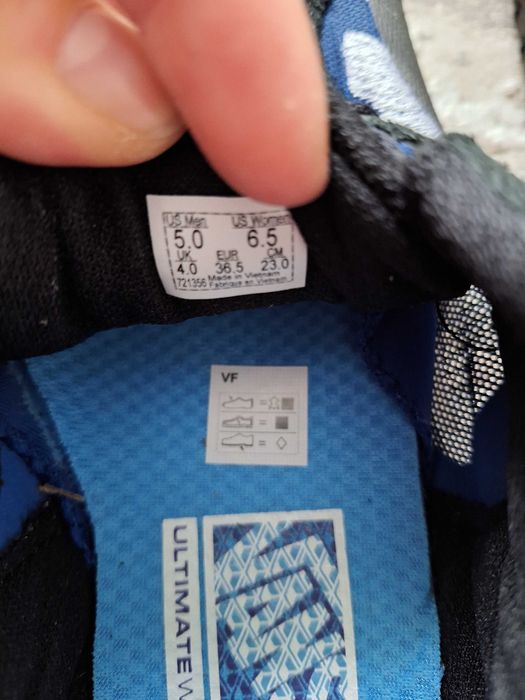 US Men US Women
5.0 6.5
UK EUR CM
4.0 36.5 23.0
721356 Made in Vietnam
Fabriqué en Vietnam
VF
=
=
=
ULTIMATE